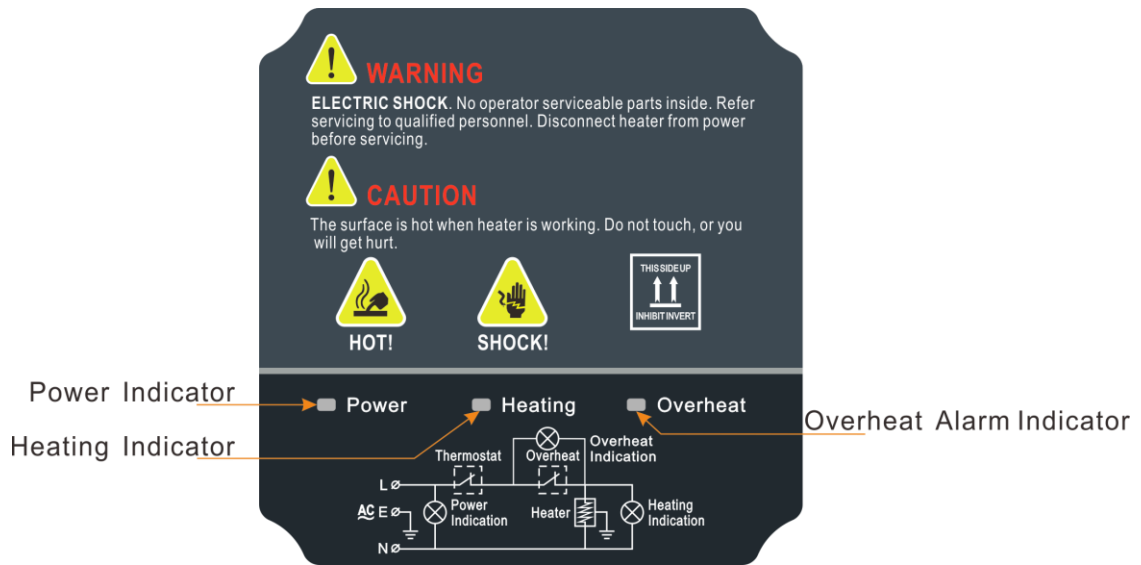 WARNING
ELECTRIC SHOCK. No operator serviceable parts inside. Refer
servicing to qualified personnel. Disconnect heater from power
before servicing.
CAUTION
The surface is hot when heater is working. Do not touch, or you
will get hurt.
THIS SIDE UP
INHIBIT INVERT
HOT!
SHOCK!
Power Indicator
Power
Heating
Overheat
Overheat Alarm Indicator
Heating Indicator
Thermostat
Overheat
Overheat
Indication
L
AC E
Power
Indication
Heater
Heating
Indication
N